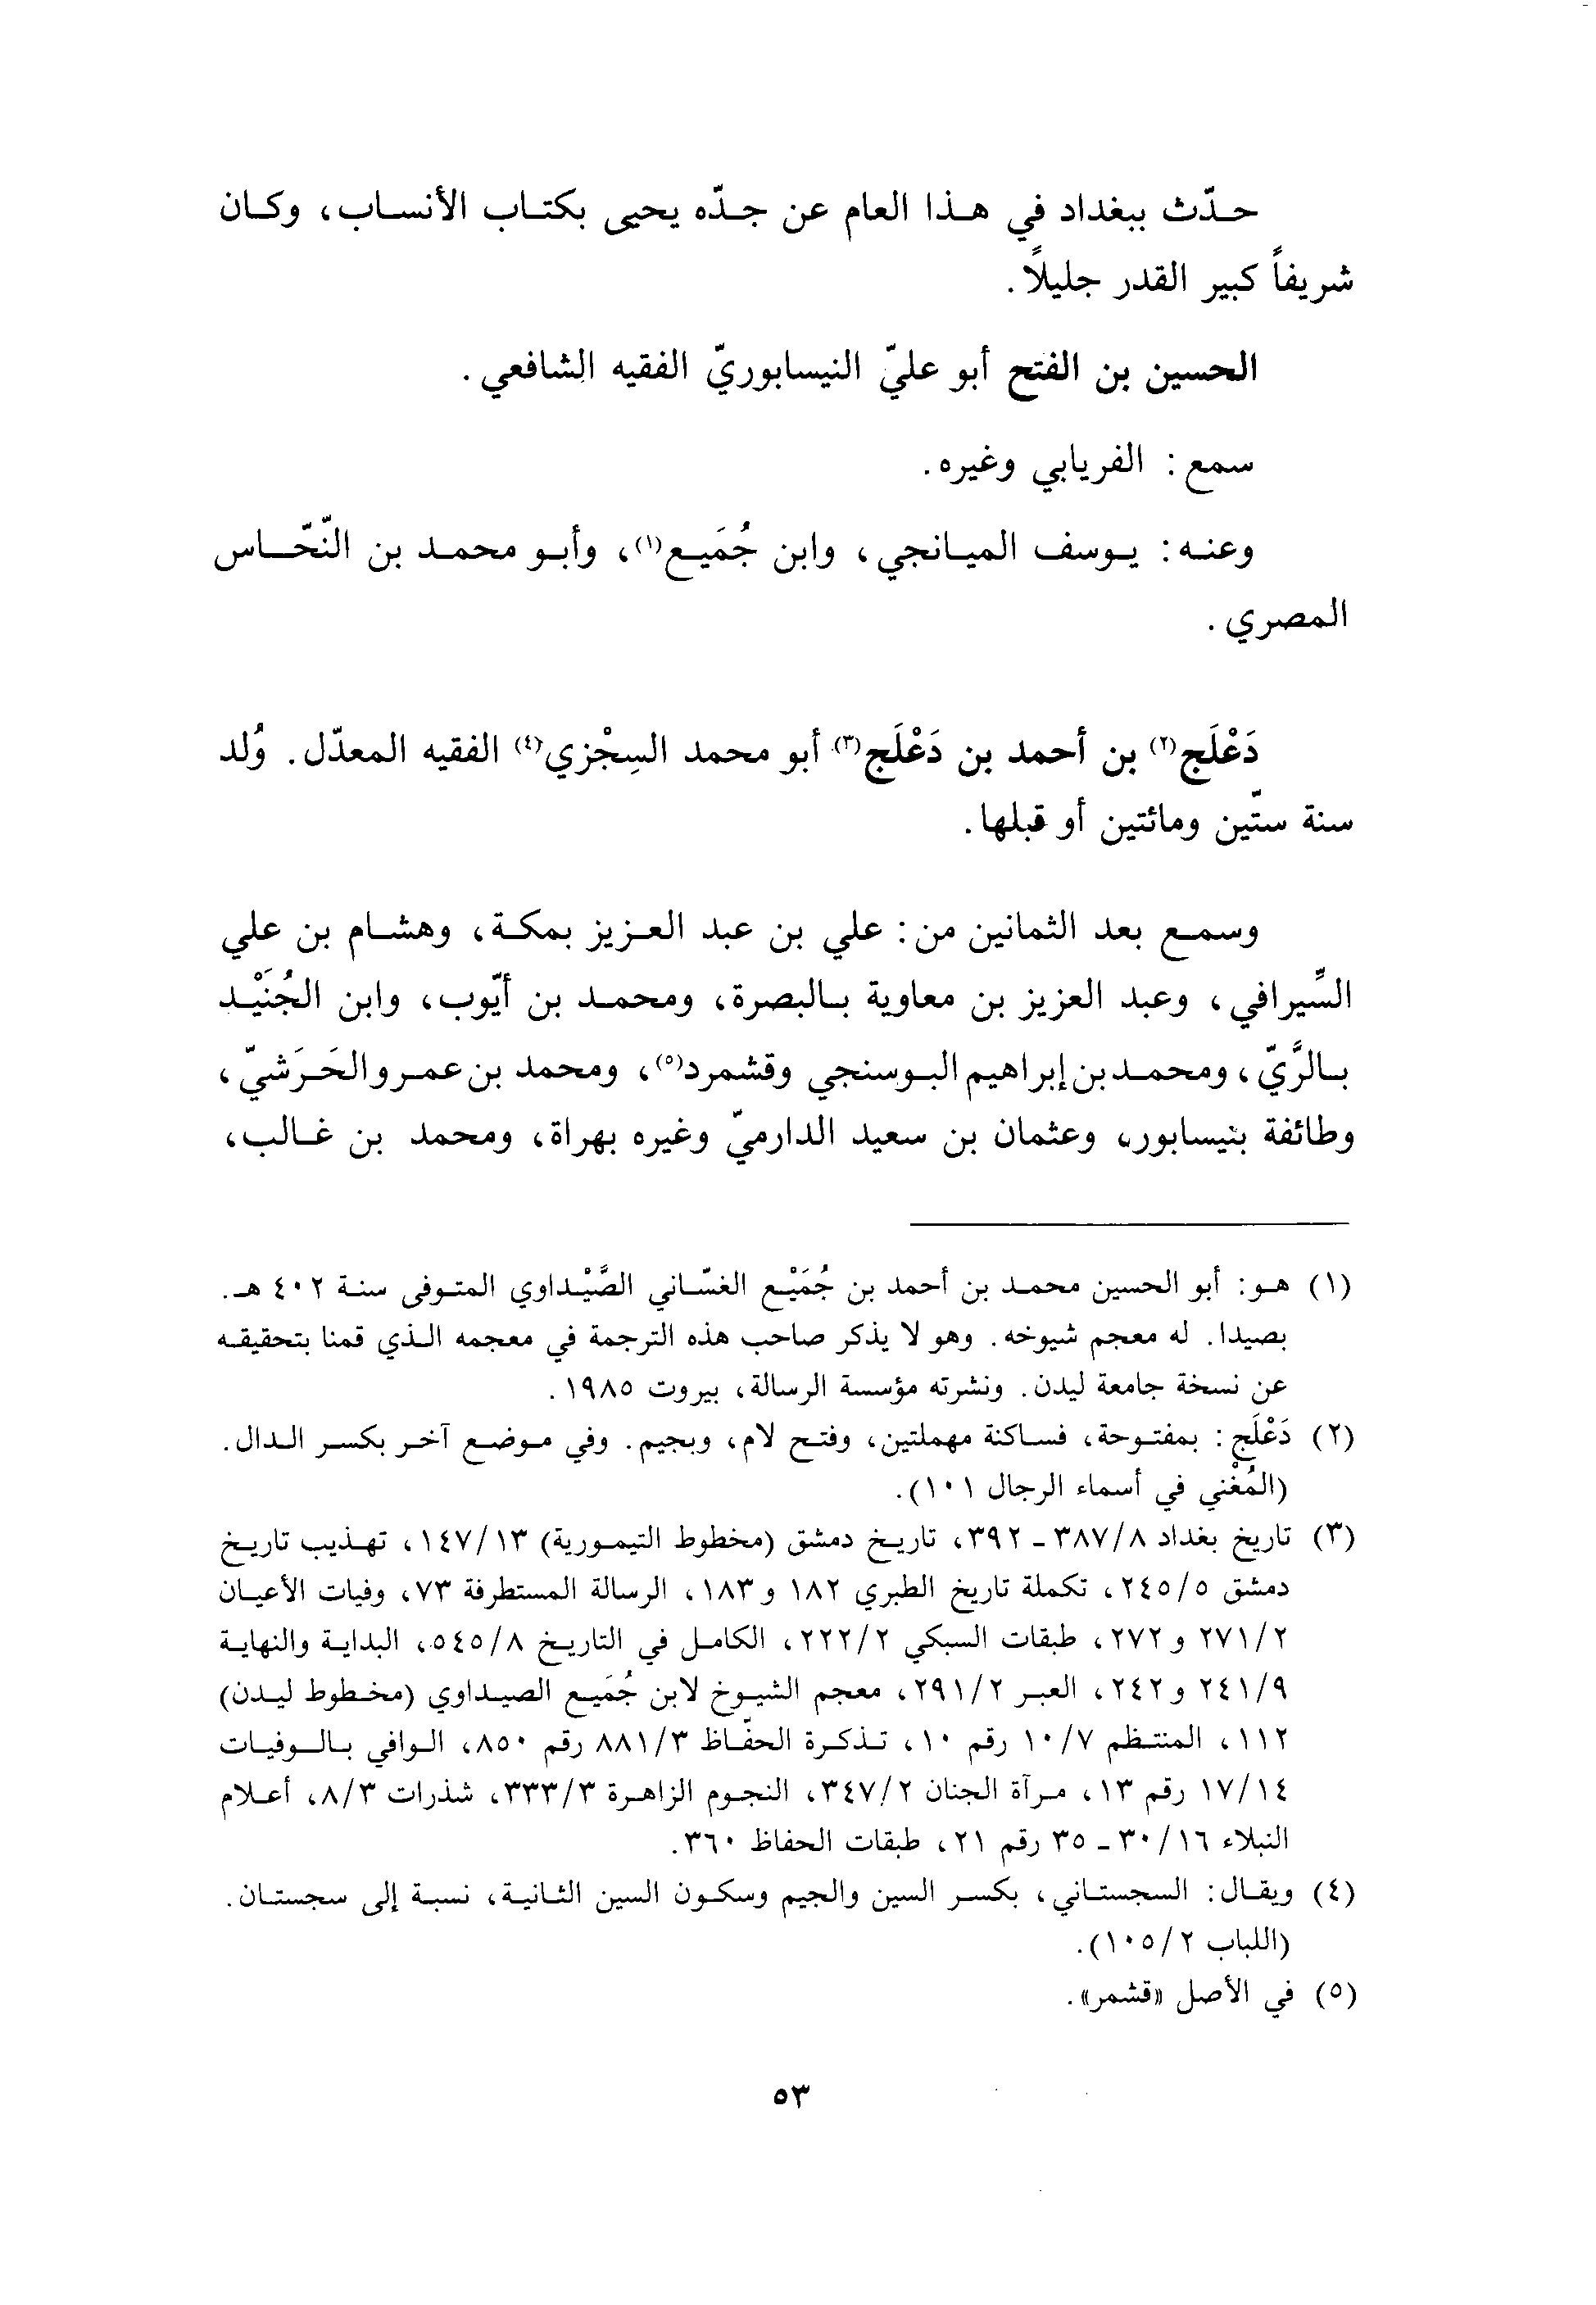 حدّث ببغداد في هذا العام عن جدّه يحيى بكتاب الأنساب، وكان
شريفاً كبير القدر جليلاً.
الحسين بن الفتح أبو عليّ النيسابوريّ الفقيه الشافعي.
سمع: الفريابي وغيره.
وعنه: يوسف الميانجي، وابن جُمَيع(١)، وأبو محمد بن النّحّاس
المصري.
دَعْلَج(٢) بن أحمد بن دَعْلَج(٣) أبو محمد السِجْزي(٤) الفقيه المعدّل. وُلد
سنة ستّين ومائتين أو قبلها.
وسمع بعد الثمانين من: علي بن عبد العزيز بمكة، وهشام بن علي
السِّيرافي، وعبد العزيز بن معاوية بالبصرة، ومحمد بن أيّوب، وابن الجُنَيْد
بالرَّيّ، ومحمد بن إبراهيم البوسنجي وقشمرد(٥)، ومحمد بن عمرو الحَرَشيّ،
وطائفة بنيسابور، وعثمان بن سعيد الدارميّ وغيره بهراة، ومحمد بن غالب،
(١) هو: أبو الحسين محمد بن أحمد بن جُمَيْع الغسّاني الصَّيْداوي المتوفى سنة ٤٠٢ هـ.
بصيدا. له معجم شيوخه. وهو لا يذكر صاحب هذه الترجمة في معجمه الذي قمنا بتحقيقه
عن نسخة جامعة ليدن. ونشرته مؤسسة الرسالة، بيروت ١٩٨٥.
(٢) دَعْلَج: بمفتوحة، فساكنة مهملتين، وفتح لام، وبجيم. وفي موضع آخر بكسر الدال.
(المُغْني في أسماء الرجال ١٠١).
(٣) تاريخ بغداد ٣٨٧/٨ - ٣٩٢، تاريخ دمشق (مخطوط التيمورية) ١٤٧/١٣، تهذيب تاريخ
دمشق ٢٤٥/٥، تكملة تاريخ الطبري ١٨٢ و ١٨٣، الرسالة المستطرفة ٧٣، وفيات الأعيان
٢٧١/٢ و ٢٧٢، طبقات السبكي ٢٢٢/٢، الكامل في التاريخ ٥٤٥/٨، البداية والنهاية
٢٤١/٩ و ٢٤٢، العبر ٢٩١/٢، معجم الشيوخ لابن جُمَيع الصيداوي (مخطوط ليدن)
١١٢، المنتظم ١٠/٧ رقم ١٠، تذكرة الحفّاظ ٨٨١/٣ رقم ٨٥٠، الوافي بالوفيات
١٧/١٤ رقم ١٣، مرآة الجنان ٣٤٧/٢، النجوم الزاهرة ٣٣٣/٣، شذرات ٨/٣، أعلام
النبلاء ٣٠/١٦ - ٣٥ رقم ٢١، طبقات الحفاظ ٣٦٠.
(٤) ويقال: السجستاني، بكسر السين والجيم وسكون السين الثانية، نسبة إلى سجستان.
(اللباب ١٠٥/٢).
(٥) في الأصل «قشمر».
٥٣